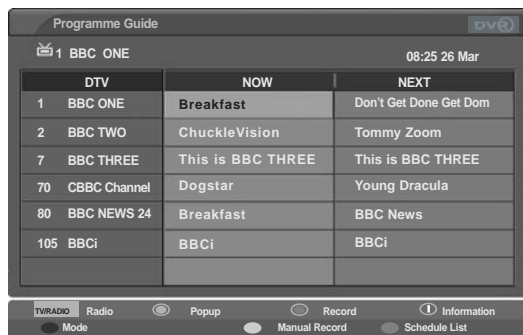 Programme Guide DVR
1 BBC ONE 08:25 26 Mar
DTV NOW NEXT
1 BBC ONE Breakfast Don't Get Done Get Dom
2 BBC TWO ChuckleVision Tommy Zoom
7 BBC THREE This is BBC THREE This is BBC THREE
70 CBBC Channel Dogstar Young Dracula
80 BBC NEWS 24 Breakfast BBC News
105 BBCi BBCi BBCi
TV/RADIO Radio Popup Record i Information
Mode Manual Record Schedule List